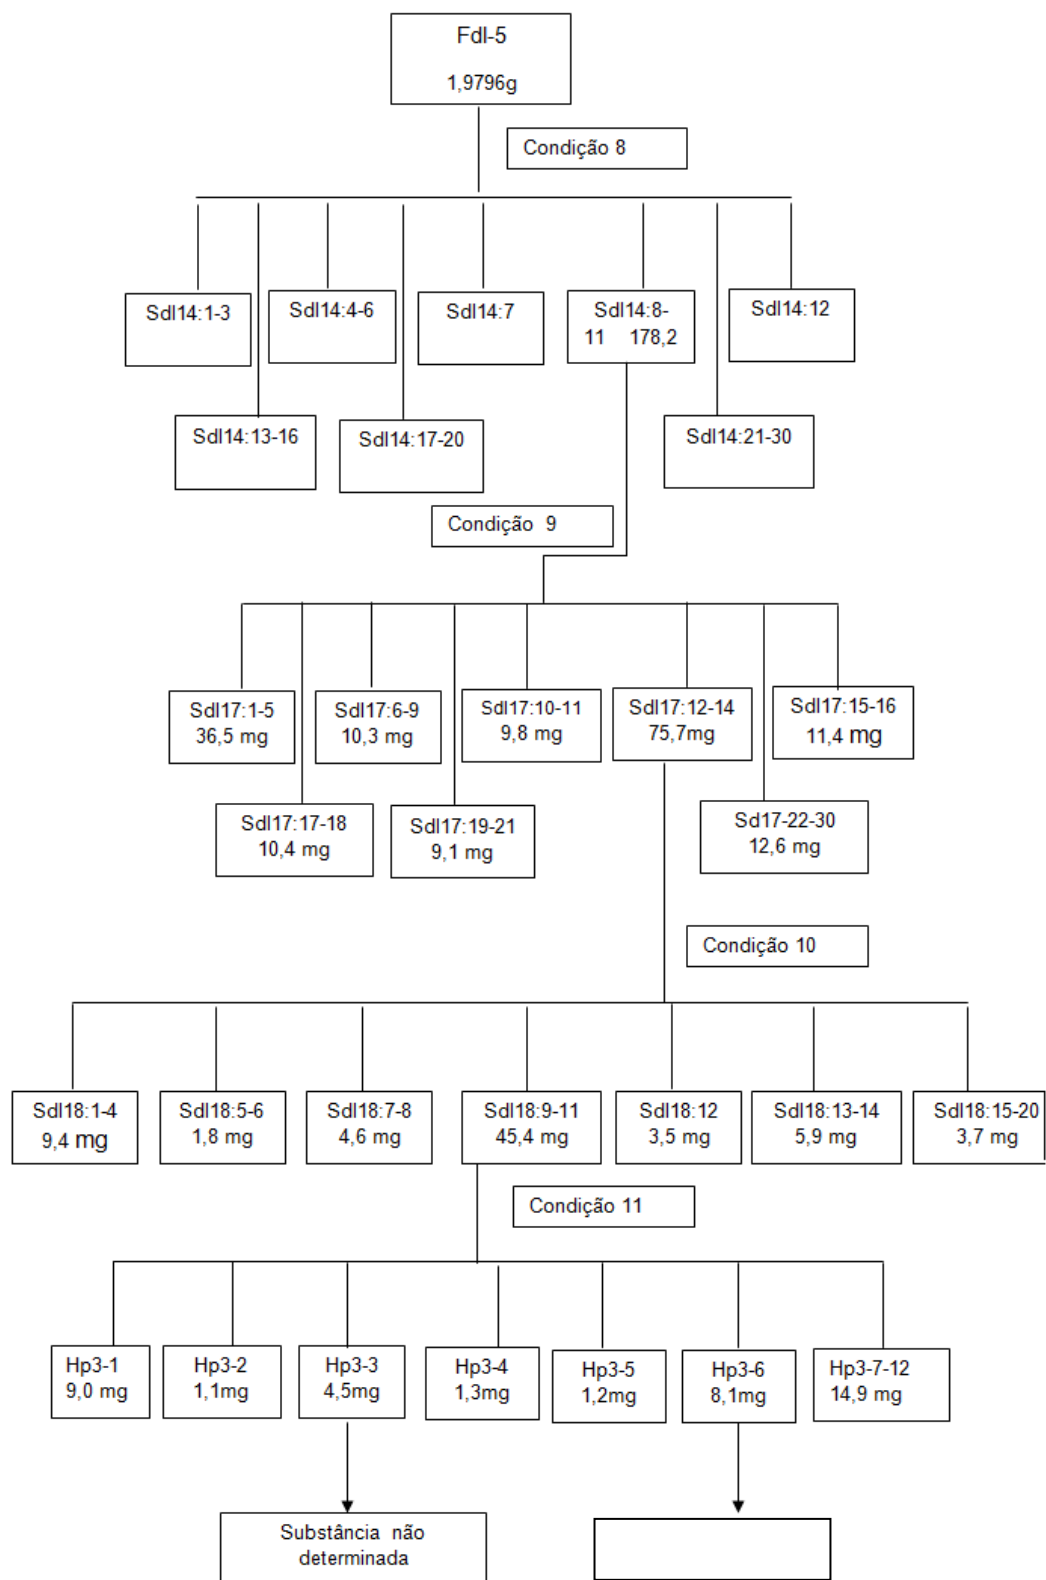 Fdl-5
1,9796g
Condição 8
Sdl14:1-3
Sdl14:4-6
Sdl14:7
Sdl14:8-
11 178,2
Sdl14:12
Sdl14:13-16
Sdl14:17-20
Sdl14:21-30
Condição 9
Sdl17:1-5
36,5 mg
Sdl17:6-9
10,3 mg
Sdl17:10-11
9,8 mg
Sdl17:12-14
75,7mg
Sdl17:15-16
11,4 mg
Sdl17:17-18
10,4 mg
Sdl17:19-21
9,1 mg
Sd17-22-30
12,6 mg
Condição 10
Sdl18:1-4
9,4 mg
Sdl18:5-6
1,8 mg
Sdl18:7-8
4,6 mg
Sdl18:9-11
45,4 mg
Sdl18:12
3,5 mg
Sdl18:13-14
5,9 mg
Sdl18:15-20
3,7 mg
Condição 11
Hp3-1
9,0 mg
Hp3-2
1,1mg
Hp3-3
4,5mg
Hp3-4
1,3mg
Hp3-5
1,2mg
Hp3-6
8,1mg
Hp3-7-12
14,9 mg
Substância não
determinada